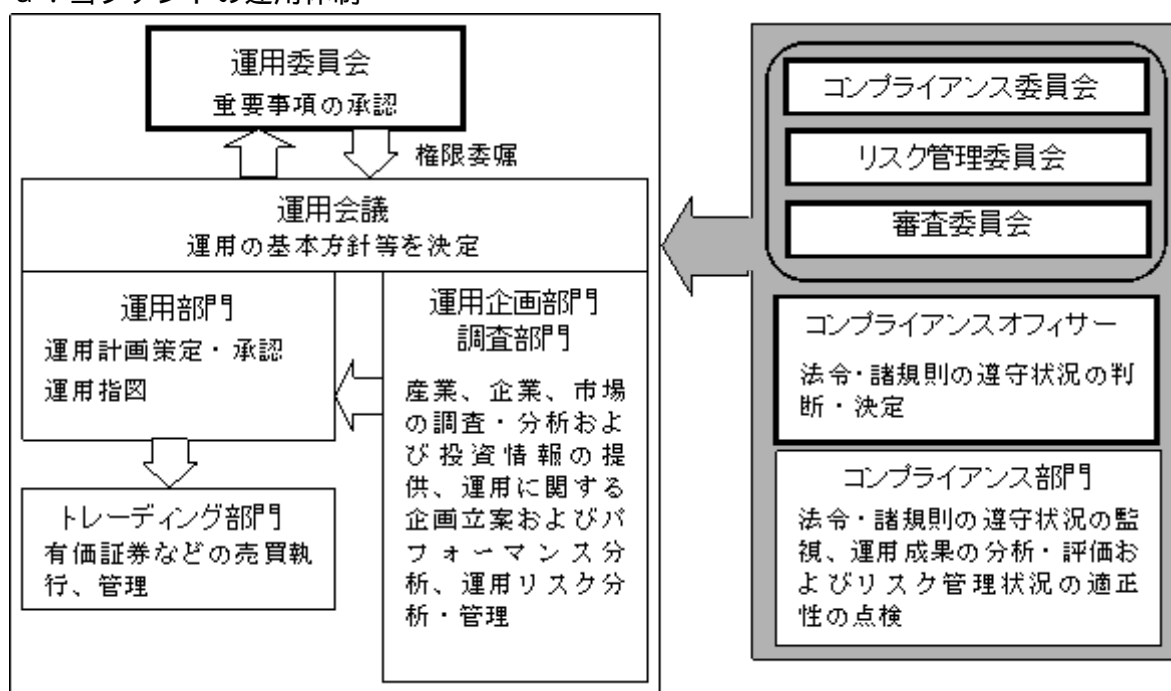 運用委員会
重要事項の承認
権限委嘱
運用会議
運用の基本方針等を決定
運用部門
運用計画策定・承認
運用指図
運用企画部門
調査部門
産業、企業、市場
の調査・分析およ
び投資情報の提
供、運用に関する
企画立案およびパ
フォーマンス分
析、運用リスク分
析・管理
トレーディング部門
有価証券などの売買執
行、管理
コンプライアンス委員会
リスク管理委員会
審査委員会
コンプライアンスオフィサー
法令・諸規則の遵守状況の判
断・決定
コンプライアンス部門
法令・諸規則の遵守状況の監
視、運用成果の分析・評価お
よびリスク管理状況の適正
性の点検